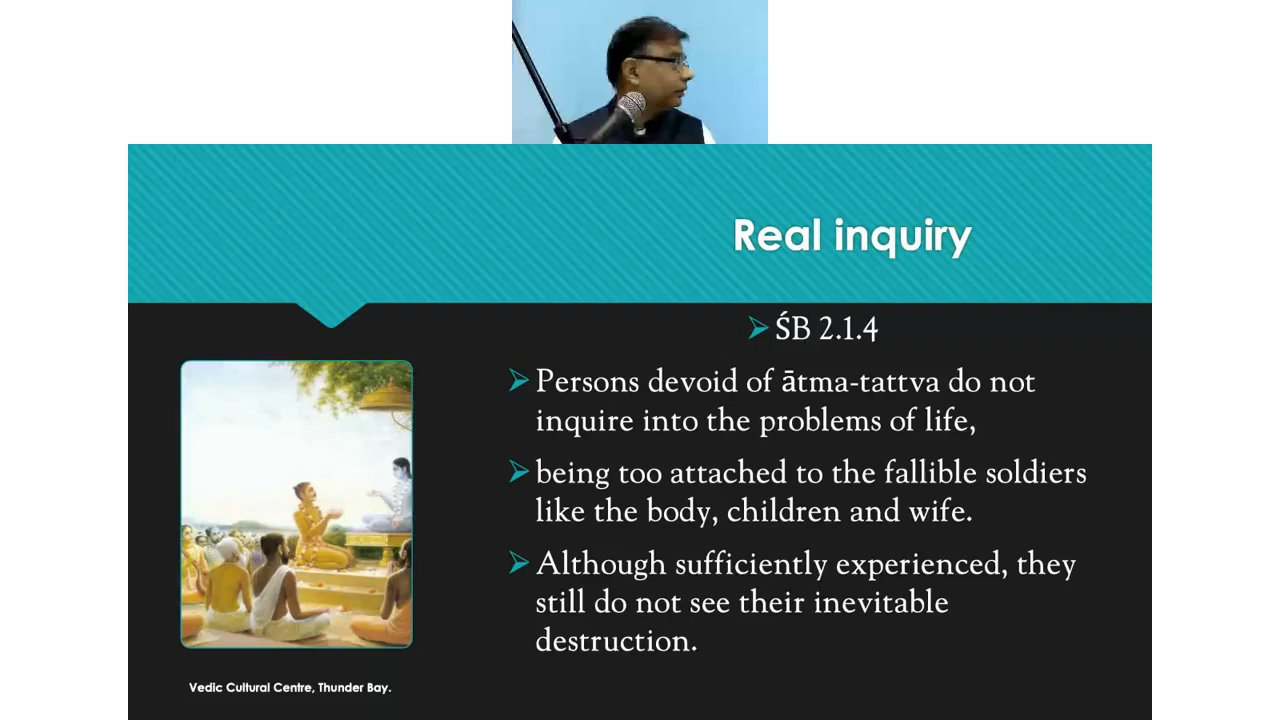 Real inquiry
ŚB 2.1.4
Persons devoid of ātma-tattva do not
inquire into the problems of life,
being too attached to the fallible soldiers
like the body, children and wife.
Although sufficiently experienced, they
still do not see their inevitable
destruction.
Vedic Cultural Centre, Thunder Bay.